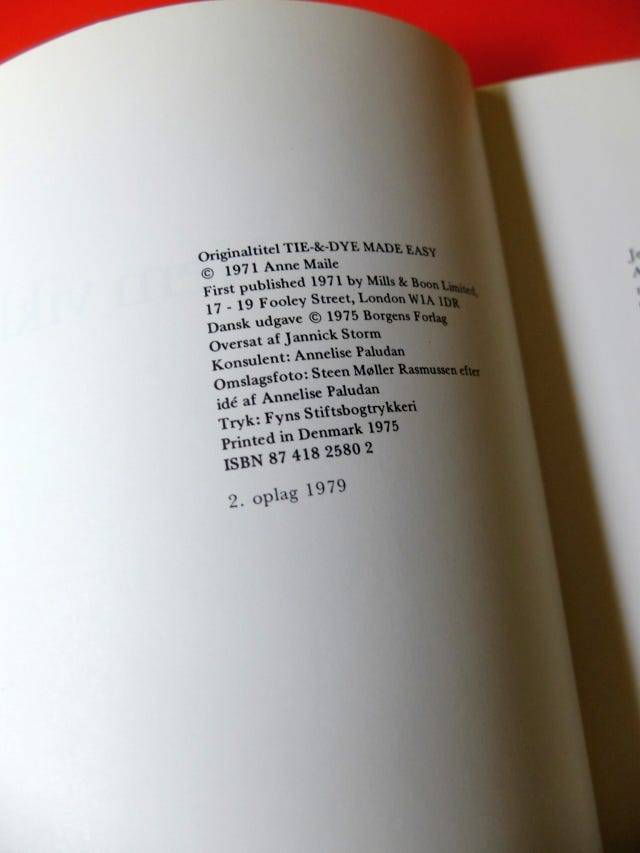 Originaltitel TIE-&-DYE MADE EASY
© 1971 Anne Maile
First published 1971 by Mills & Boon Limited,
17 - 19 Fooley Street, London W1A 1DR
Dansk udgave © 1975 Borgens Forlag
Oversat af Jannick Storm
Konsulent: Annelise Paludan
Omslagsfoto: Steen Møller Rasmussen efter
idé af Annelise Paludan
Tryk: Fyns Stiftsbogtrykkeri
Printed in Denmark 1975
ISBN 87 418 2580 2
2. oplag 1979